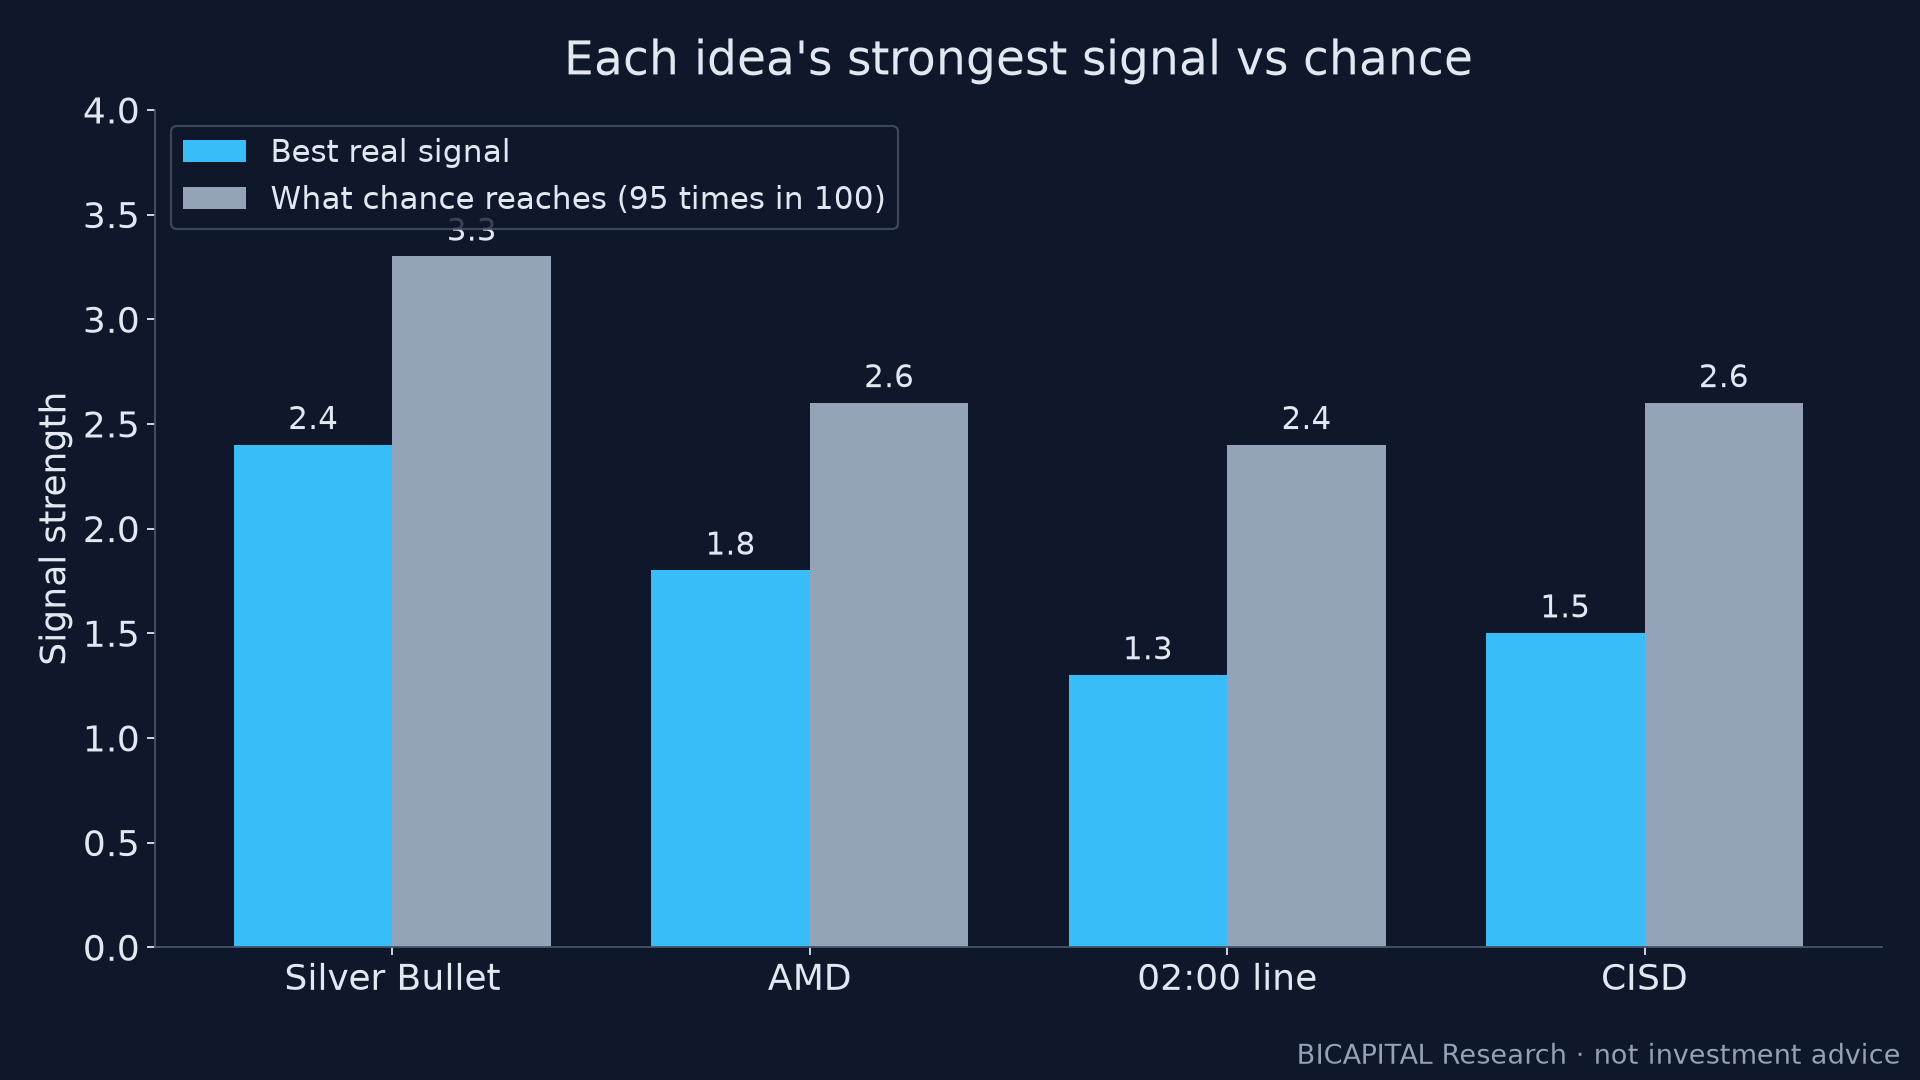 Each idea's strongest signal vs chance
4.0
3.5
3.0
2.5
2.0
1.5
1.0
0.5
0.0
Signal strength
Best real signal
What chance reaches (95 times in 100)
2.4
3.3
1.8
2.6
1.3
2.4
1.5
2.6
Silver Bullet
AMD
02:00 line
CISD
BICAPITAL Research · not investment advice